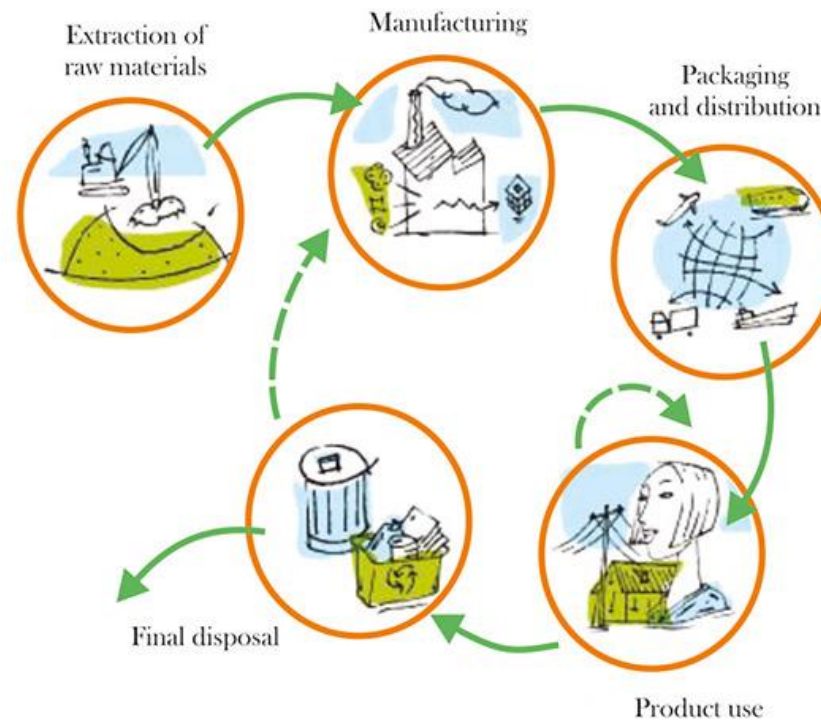 Extraction of
raw materials
Manufacturing
Packaging
and distribution
Product use
Final disposal